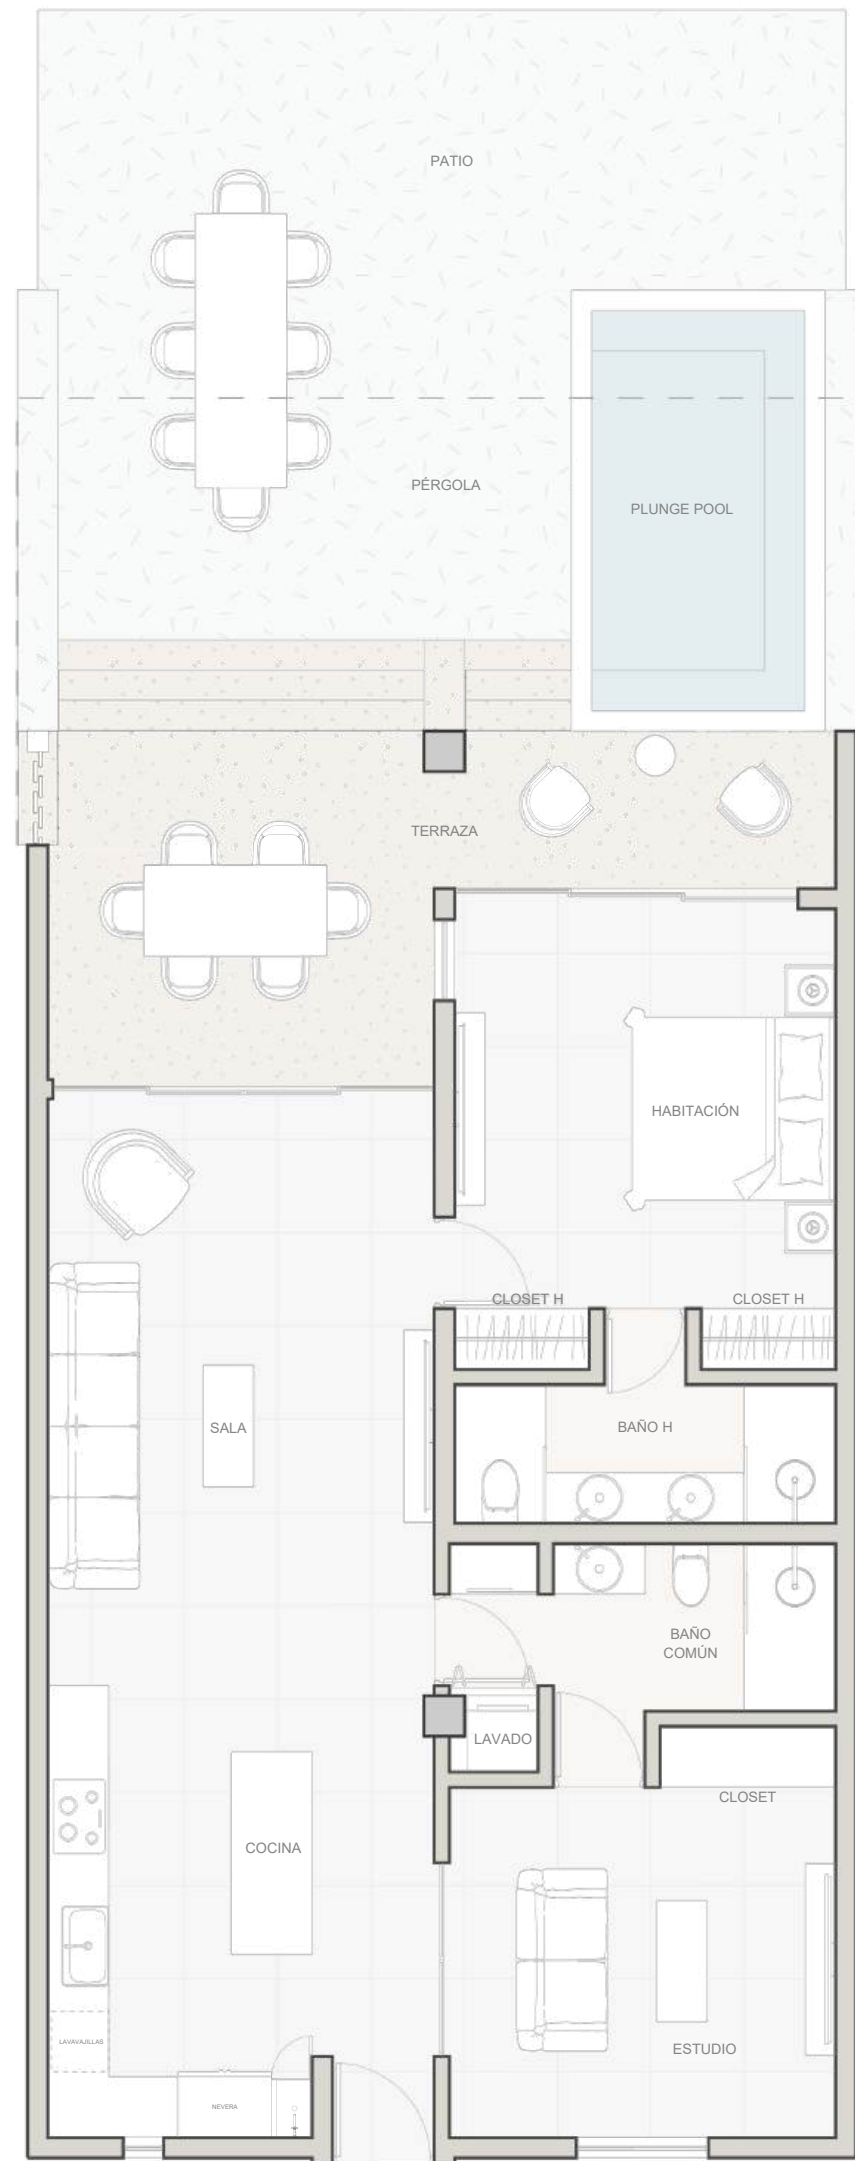 PATIO
PÉRGOLA
PLUNGE POOL
TERRAZA
HABITACIÓN
CLOSET H
CLOSET H
SALA
BAÑO H
BAÑO
COMÚN
LAVADO
CLOSET
COCINA
LAVAVAJILLAS
ESTUDIO
NEVERA